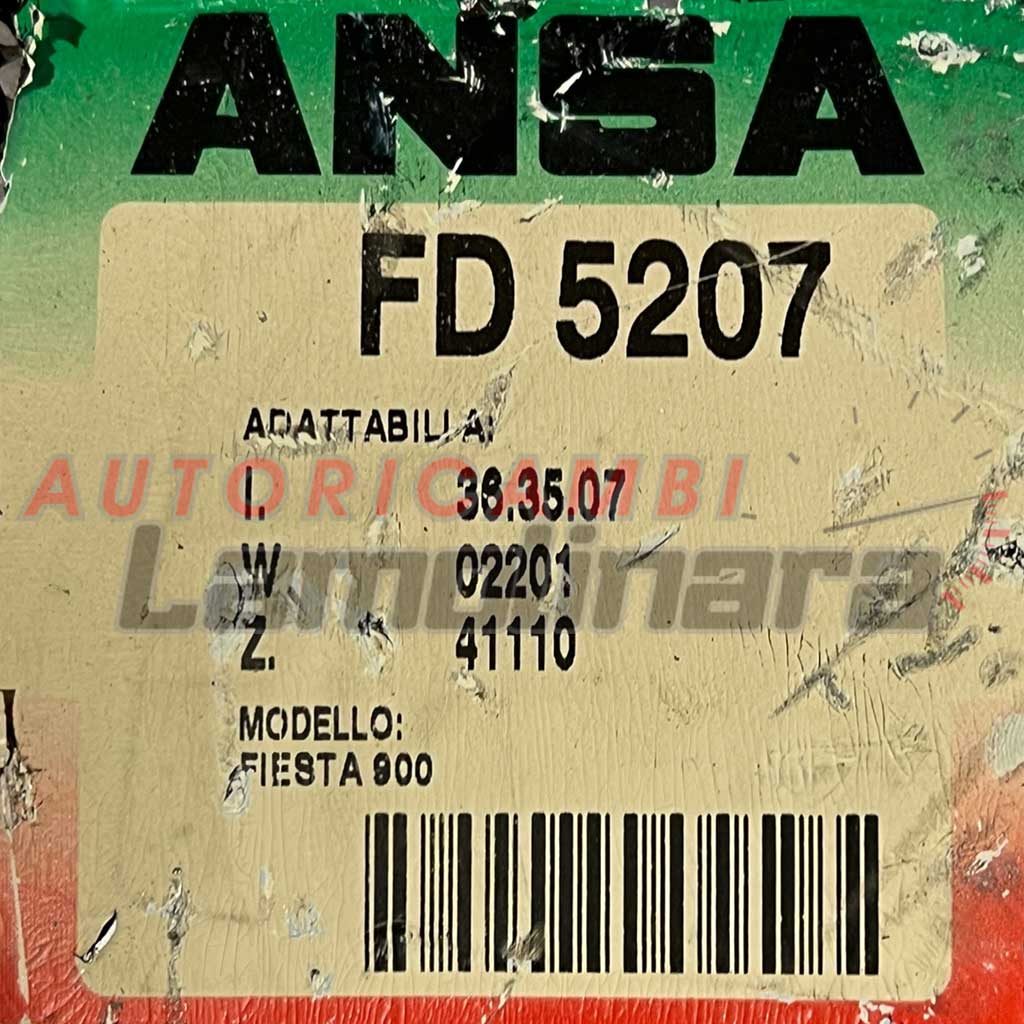 ANSA
FD 5207
ADATTABILI A:
AUTORICAMBI
I. 36.35.07
Lamolinara
W 02201
Z. 41110
MODELLO:
FIESTA 900